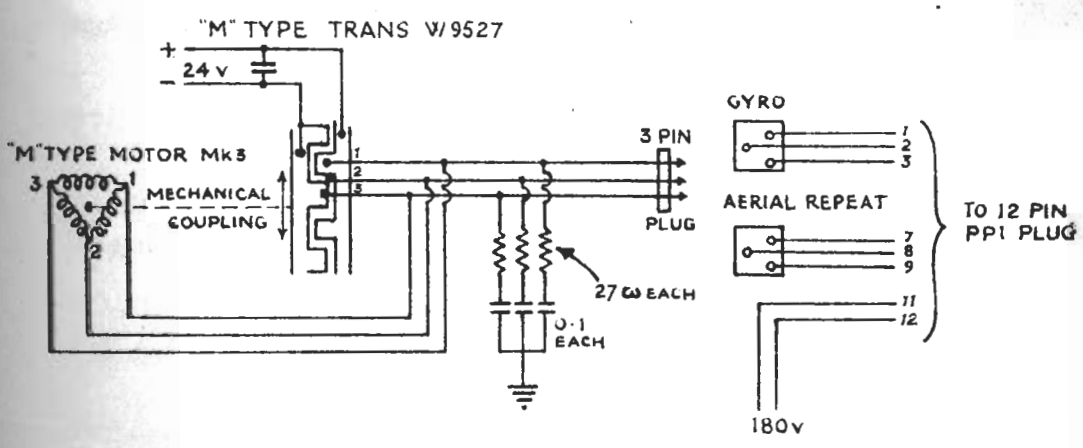 "M" TYPE TRANS W9527
+
24 V
−
GYRO
1
2
3
3 PIN
PLUG
"M" TYPE MOTOR MK3
3
1
2
MECHANICAL
COUPLING
1
2
3
AERIAL REPEAT
7
8
9
TO 12 PIN
PPI PLUG
27 ω EACH
0·1
EACH
11
12
180V